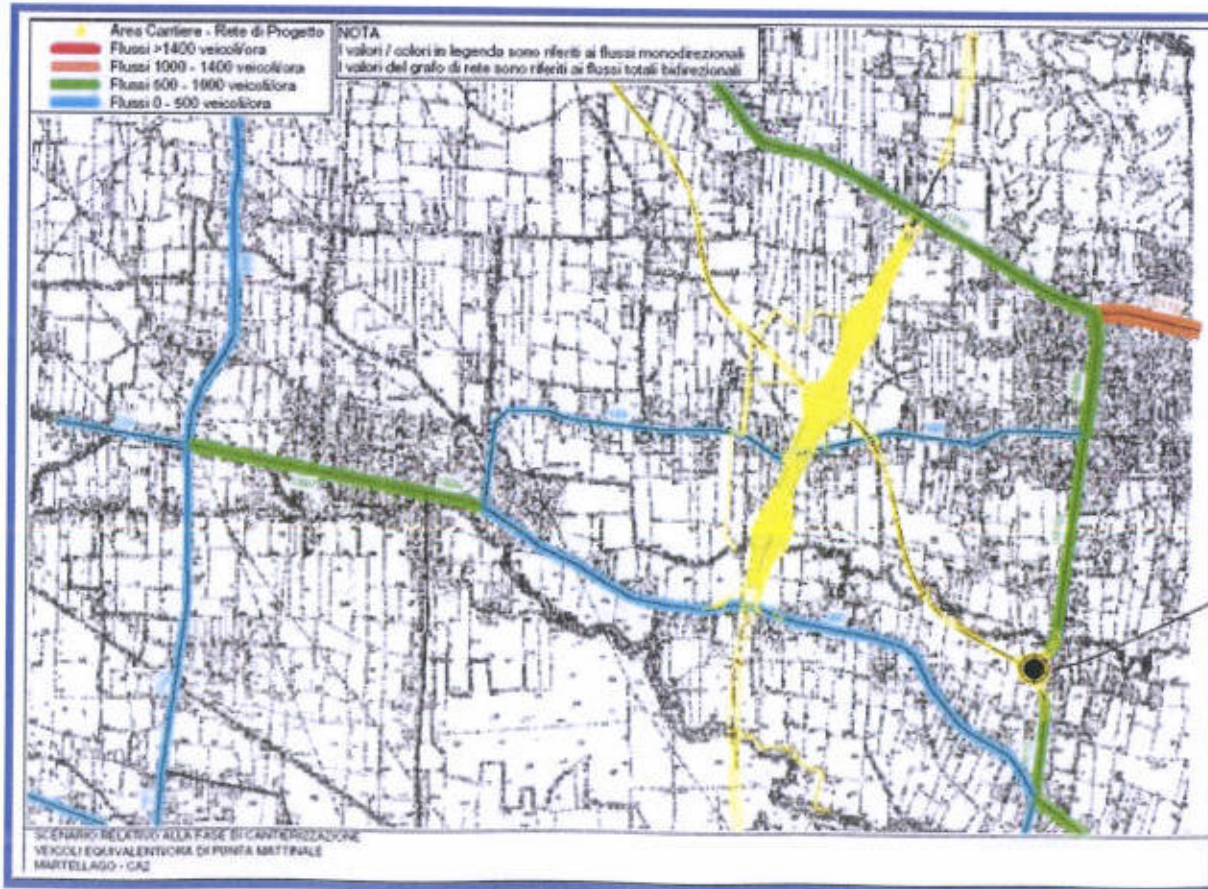 Area Cantiere - Rete di Progetto
Flussi >1400 veicoli/ora
Flussi 1000 - 1400 veicoli/ora
Flussi 500 - 1000 veicoli/ora
Flussi 0 - 500 veicoli/ora
NOTA
I valori / colori in legenda sono riferiti ai flussi monodirezionali
I valori del grafo di rete sono riferiti ai flussi totali bidirezionali
SCENARIO RELATIVO ALLA FASE DI CANTIERIZZAZIONE
VEICOLI EQUIVALENTI/ORA DI PUNTA MATTINALE
MARTELLAGO - CA2